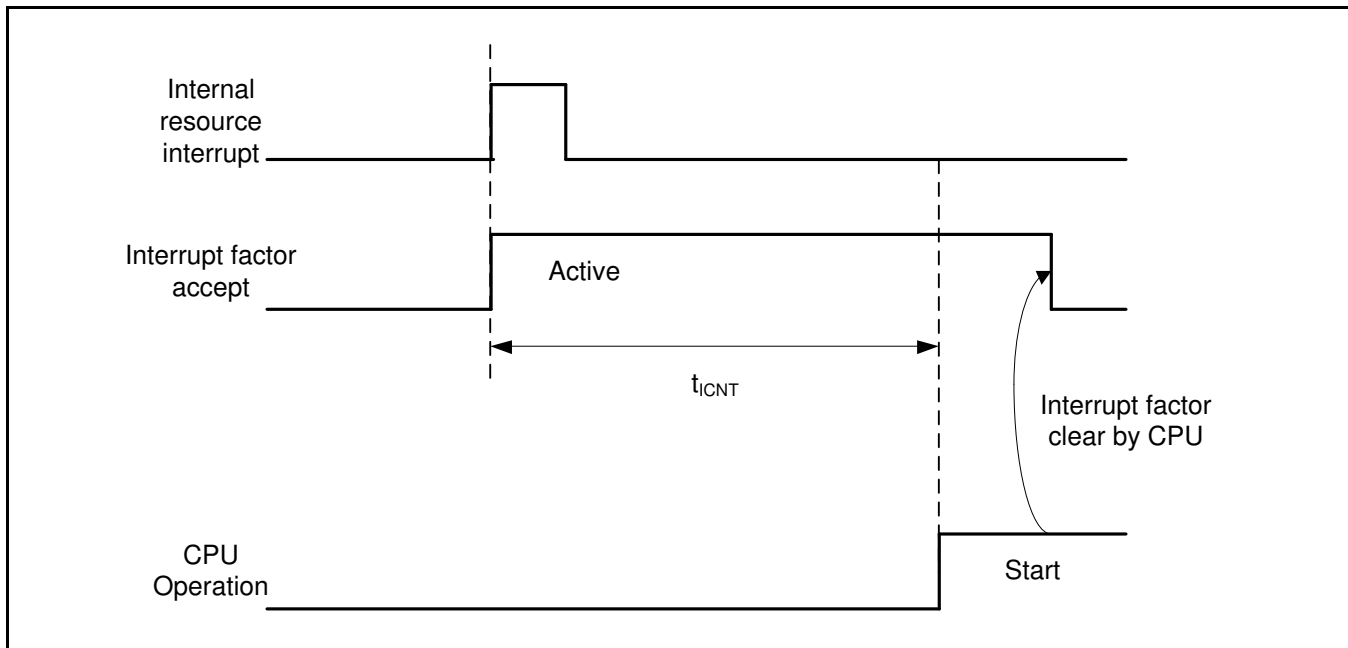 Internal
resource
interrupt
Interrupt factor
accept
Active
tICNT
Interrupt factor
clear by CPU
CPU
Operation
Start